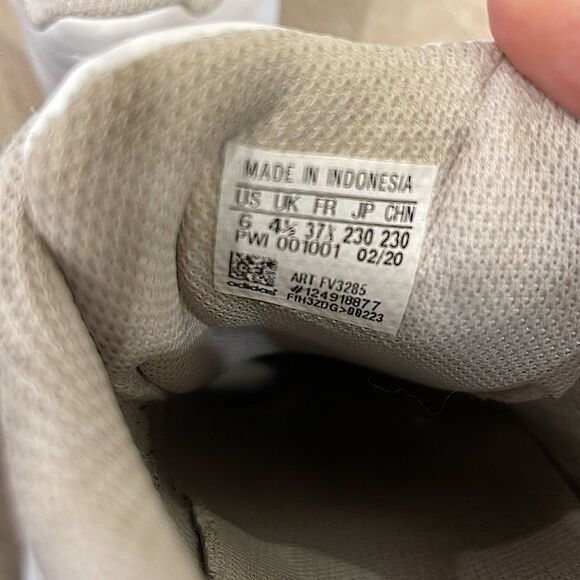 MADE IN INDONESIA
US UK FR JP CHN
6 4½ 37⅓ 230 230
PWI 001001 02/20
ART FV3285
adidas
#124918877
F1H3ZDG>00223